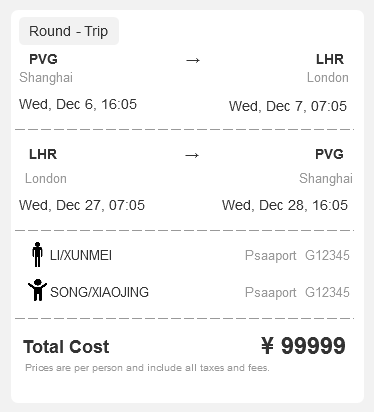 Round - Trip
PVG → LHR
Shanghai London
Wed, Dec 6, 16:05 Wed, Dec 7, 07:05
LHR → PVG
London Shanghai
Wed, Dec 27, 07:05 Wed, Dec 28, 16:05
LI/XUNMEI Psaaport G12345
SONG/XIAOJING Psaaport G12345
Total Cost ¥ 99999
Prices are per person and include all taxes and fees.